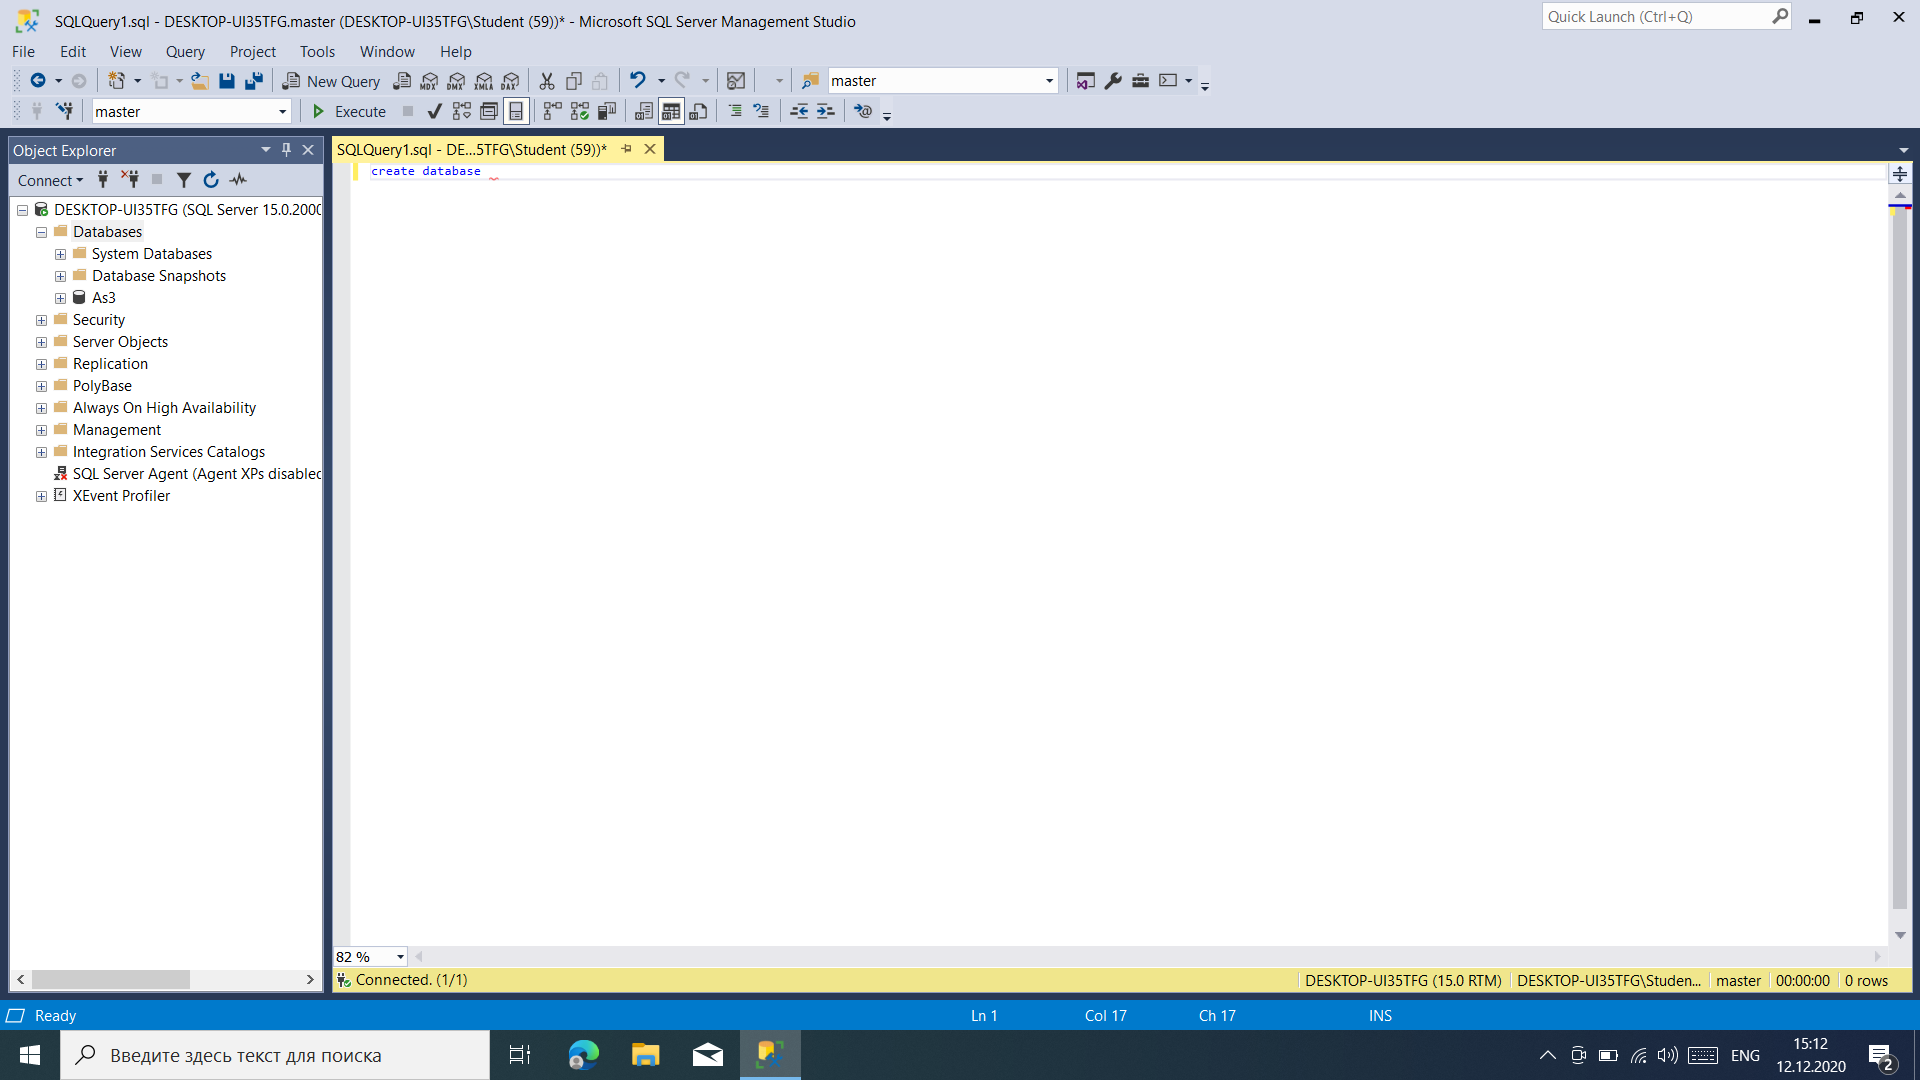 SQLQuery1.sql - DESKTOP-UI35TFG.master (DESKTOP-UI35TFG\Student (59))* - Microsoft SQL Server Management Studio
Quick Launch (Ctrl+Q)
File Edit View Query Project Tools Window Help
New Query MDX DMX XMLA DAX master
master Execute
Object Explorer
SQLQuery1.sql - DE...5TFG\Student (59))*
Connect
create database
DESKTOP-UI35TFG (SQL Server 15.0.2000
Databases
System Databases
Database Snapshots
As3
Security
Server Objects
Replication
PolyBase
Always On High Availability
Management
Integration Services Catalogs
SQL Server Agent (Agent XPs disabled
XEvent Profiler
82 %
Connected. (1/1)
DESKTOP-UI35TFG (15.0 RTM) DESKTOP-UI35TFG\Studen... master 00:00:00 0 rows
Ready Ln 1 Col 17 Ch 17 INS
Введите здесь текст для поиска
ENG
15:12
12.12.2020
2